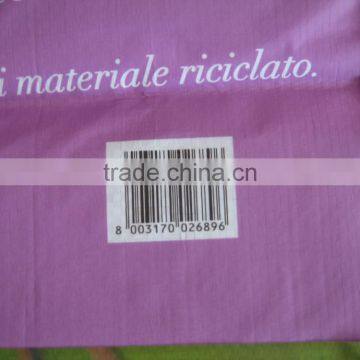 i materiale riciclato.
trade.china.cn
8 003170 026896